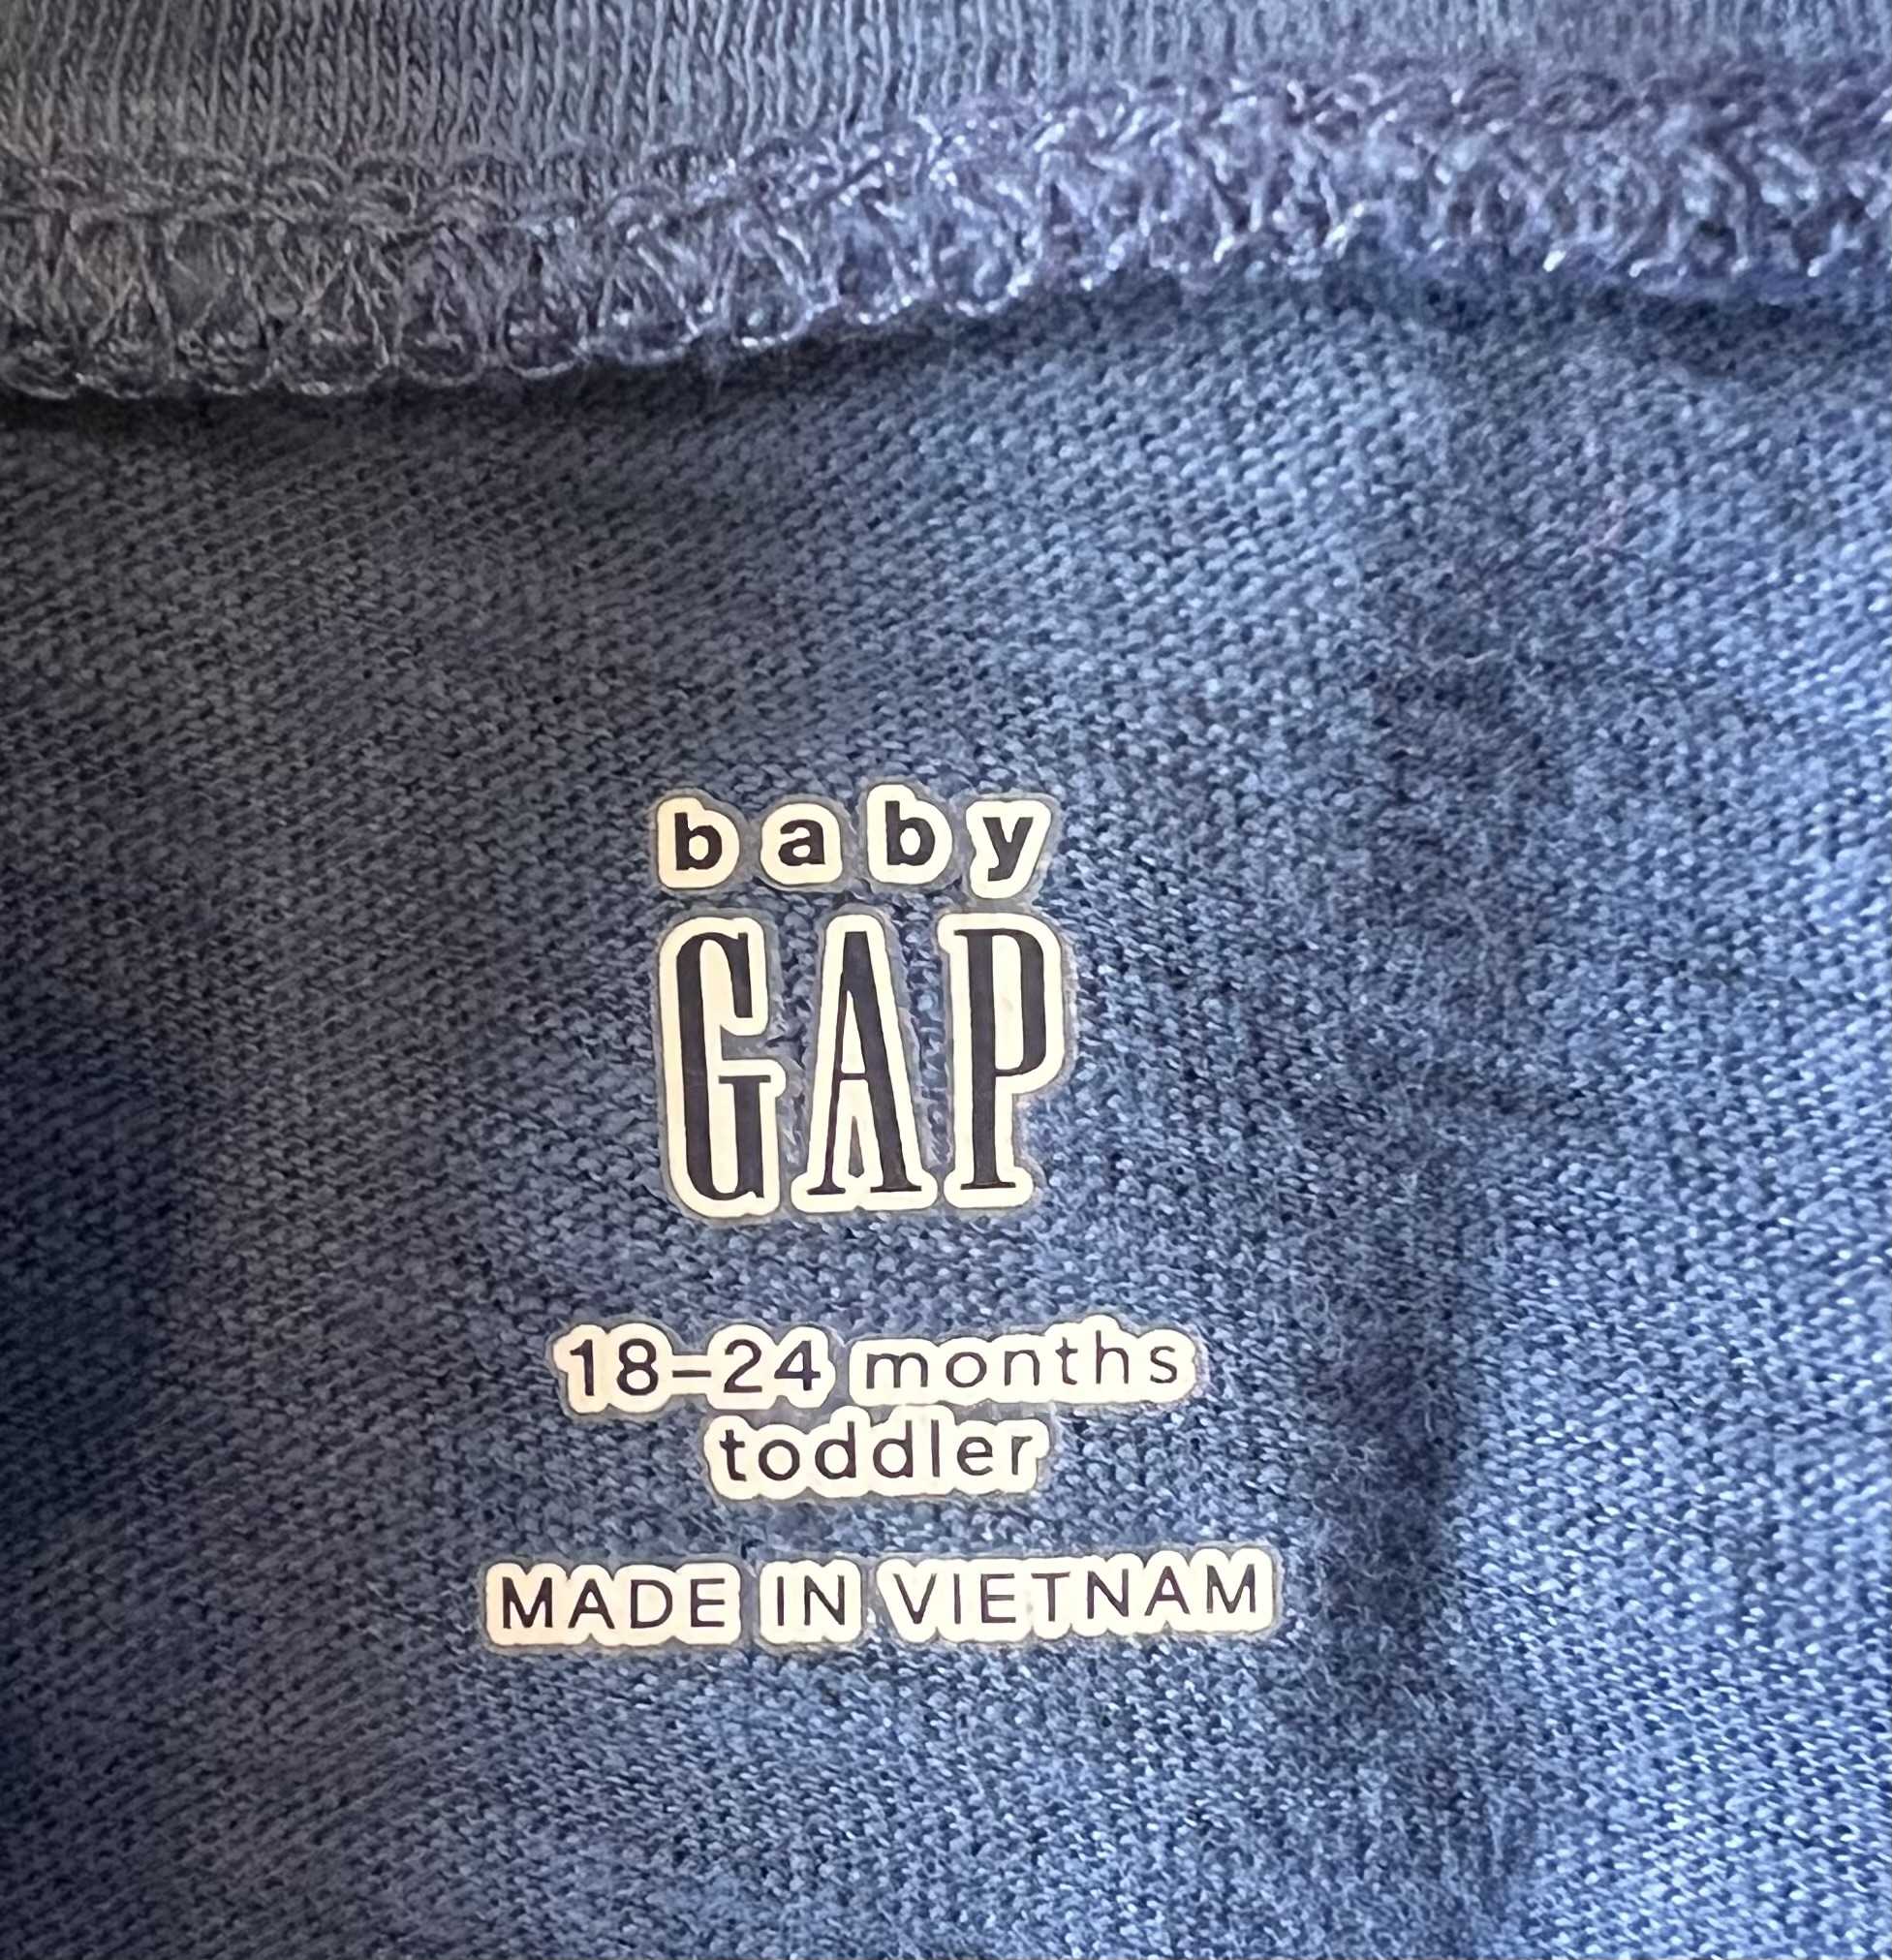 baby
GAP
18–24 months
toddler
MADE IN VIETNAM